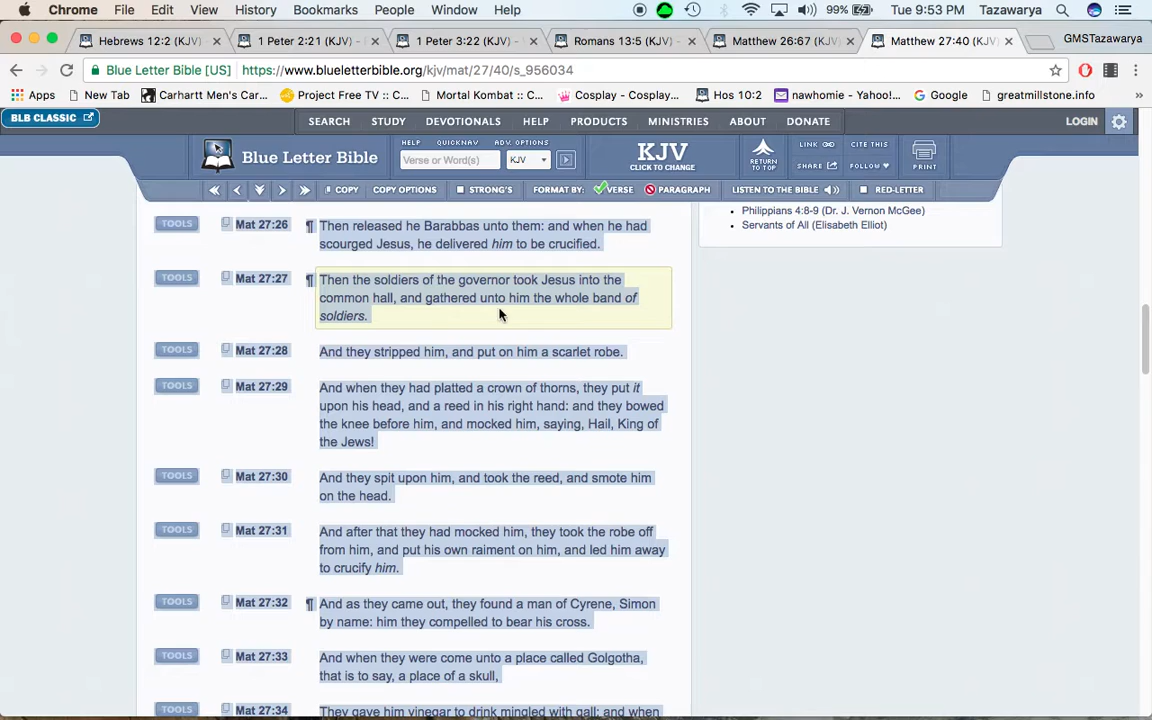 Chrome File Edit View History Bookmarks People Window Help 99% Tue 9:53 PM Tazawarya
Hebrews 12:2 (KJV) 1 Peter 2:21 (KJV) - 1 Peter 3:22 (KJV) - Romans 13:5 (KJV) - Matthew 26:67 (KJV) Matthew 27:40 (KJV) GMSTazawarya
Blue Letter Bible [US] https://www.blueletterbible.org/kjv/mat/27/40/s_956034
Apps New Tab Carhartt Men's Car... Project Free TV :: C... Mortal Kombat :: C... Cosplay - Cosplay... Hos 10:2 nawhomie - Yahoo!... Google greatmillstone.info »
BLB CLASSIC SEARCH STUDY DEVOTIONALS HELP PRODUCTS MINISTRIES ABOUT DONATE LOGIN
HELP QUICKNAV ADV. OPTIONS
Blue Letter Bible Verse or Word(s) KJV KJV CLICK TO CHANGE RETURN TO TOP LINK CITE THIS SHARE FOLLOW PRINT
COPY COPY OPTIONS STRONG'S FORMAT BY: VERSE PARAGRAPH LISTEN TO THE BIBLE RED-LETTER
Philippians 4:8-9 (Dr. J. Vernon McGee)
Servants of All (Elisabeth Elliot)
TOOLS Mat 27:26 ¶ Then released he Barabbas unto them: and when he had
scourged Jesus, he delivered him to be crucified.
TOOLS Mat 27:27 ¶ Then the soldiers of the governor took Jesus into the
common hall, and gathered unto him the whole band of
soldiers.
TOOLS Mat 27:28 And they stripped him, and put on him a scarlet robe.
TOOLS Mat 27:29 And when they had platted a crown of thorns, they put it
upon his head, and a reed in his right hand: and they bowed
the knee before him, and mocked him, saying, Hail, King of
the Jews!
TOOLS Mat 27:30 And they spit upon him, and took the reed, and smote him
on the head.
TOOLS Mat 27:31 And after that they had mocked him, they took the robe off
from him, and put his own raiment on him, and led him away
to crucify him.
TOOLS Mat 27:32 ¶ And as they came out, they found a man of Cyrene, Simon
by name: him they compelled to bear his cross.
TOOLS Mat 27:33 And when they were come unto a place called Golgotha,
that is to say, a place of a skull,
TOOLS Mat 27:34 They gave him vinegar to drink mingled with gall: and when